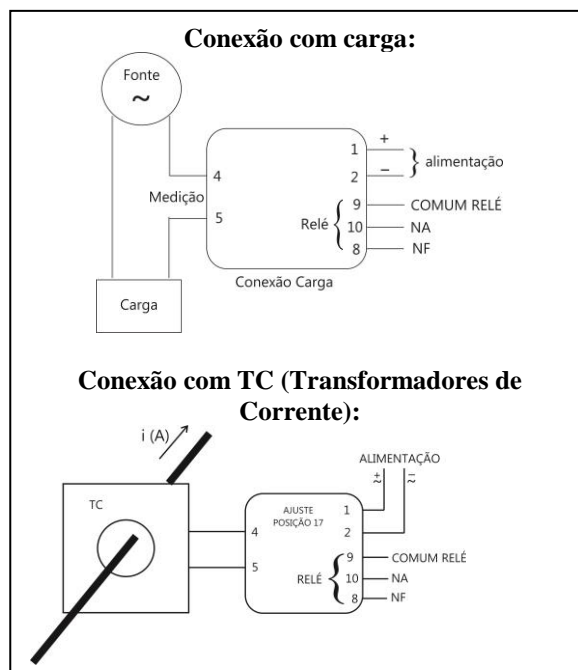 Conexão com carga:
Fonte
~
4
Medição
5
1 +
2 −
alimentação
Relé
9 COMUM RELÉ
10 NA
8 NF
Carga
Conexão Carga
Conexão com TC (Transformadores de
Corrente):
i (A)
TC
ALIMENTAÇÃO
+
~
−
~
AJUSTE
POSIÇÃO 17
1
4
2
5
RELÉ
9 COMUM RELÉ
10 NA
8 NF